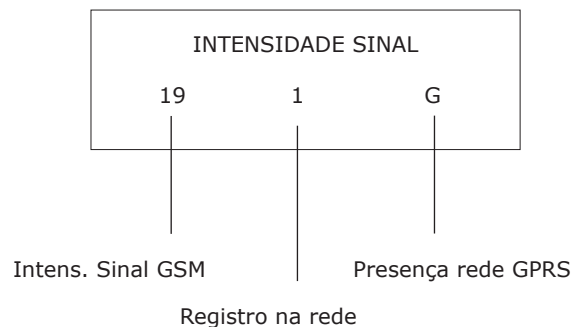 INTENSIDADE SINAL
19 1 G
Intens. Sinal GSM Presença rede GPRS
Registro na rede